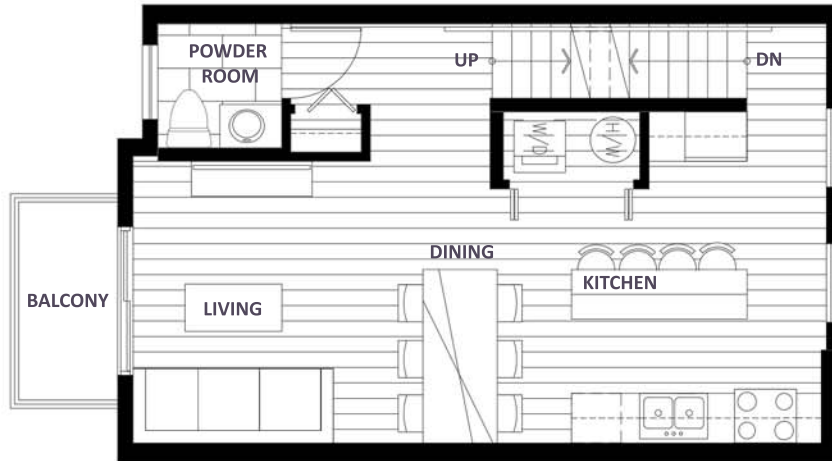 POWDER
ROOM
UP
DN
W/D
H/W
DINING
KITCHEN
BALCONY
LIVING